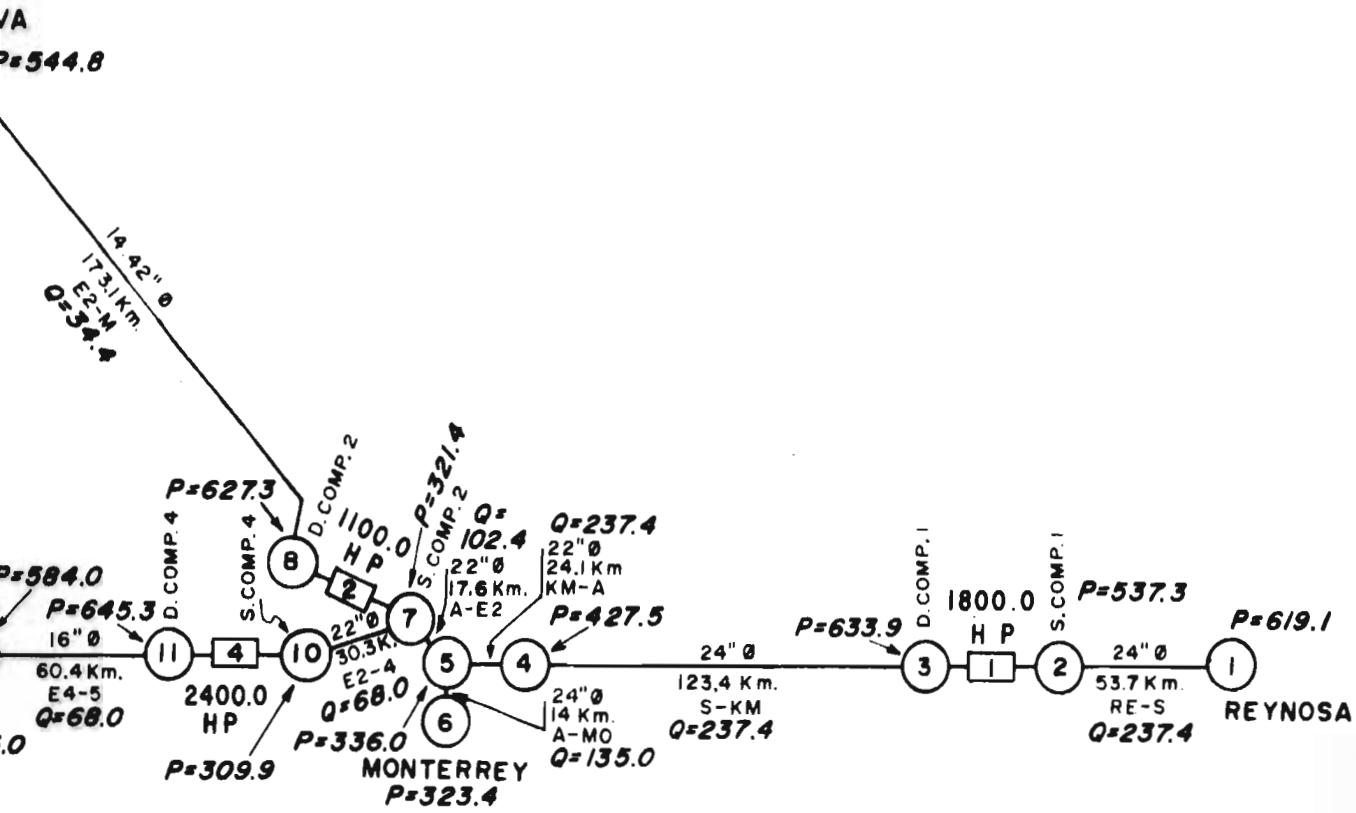 VA
P=544.8
14.42" Ø
173.1 Km.
E2-M
Q=34.4
P=627.3
D. COMP. 2
1100.0
H P
8
2
P=321.4
S. COMP. 2
7
Q=
102.4
22" Ø
17.6 Km.
A-E2
Q=237.4
22" Ø
24.1 Km
KM-A
P=427.5
P=584.0
P=645.3
D. COMP. 4
S. COMP. 4
16" Ø
60.4 Km.
E4-5
Q=68.0
11
4
2400.0
HP
10
P=309.9
22" Ø
30.3K.
E2-4
Q=68.0
5
4
P=336.0
6
MONTERREY
P=323.4
24" Ø
14 Km.
A-MO
Q=135.0
24" Ø
123,4 Km.
S-KM
Q=237.4
P=633.9
D. COMP. 1
3
1800.0
H P
1
S. COMP. 1
2
P=537.3
24" Ø
53.7 Km.
RE-S
Q=237.4
P=619.1
1
REYNOSA
.0